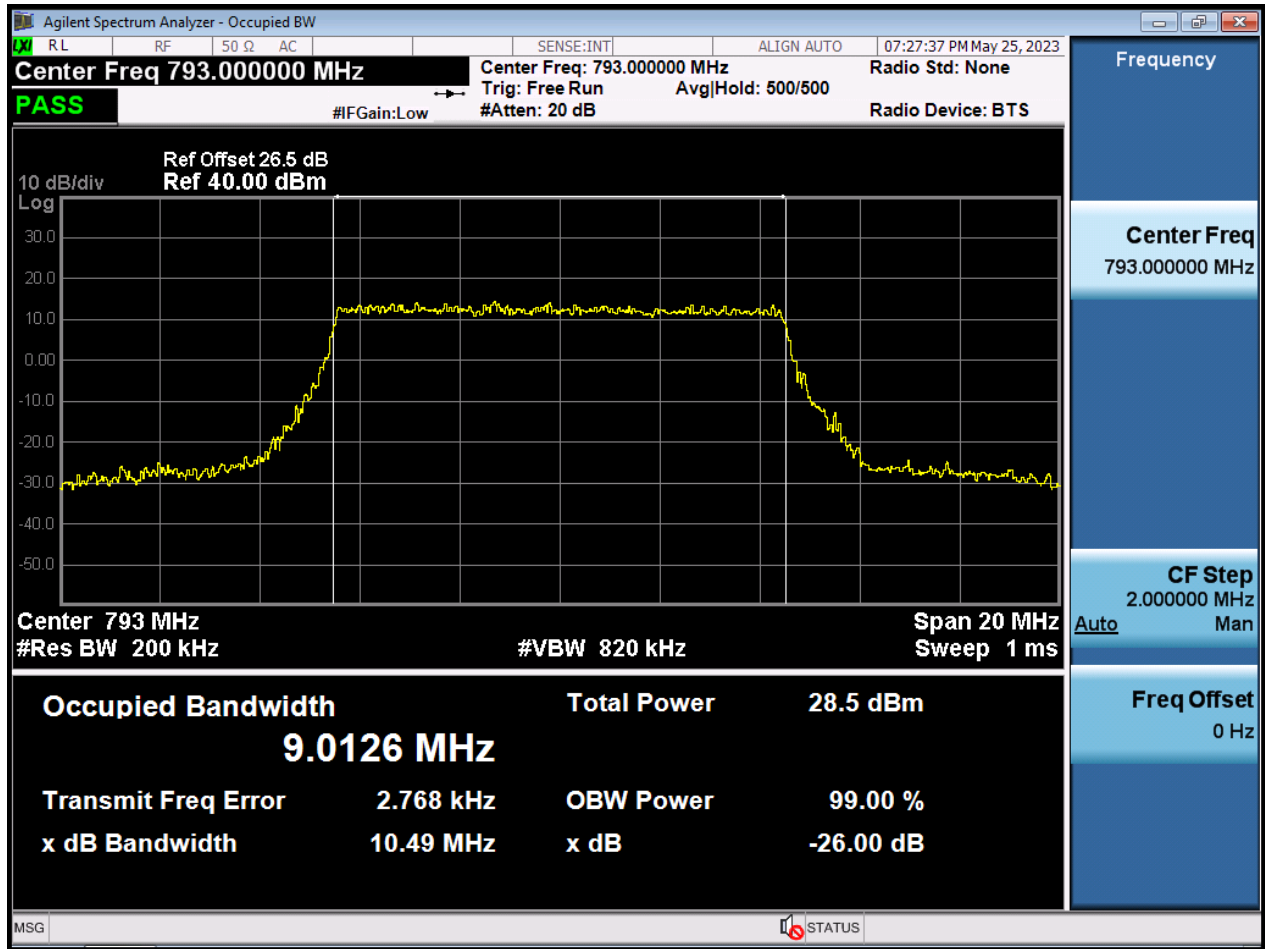 Agilent Spectrum Analyzer - Occupied BW
LXI RL RF 50 Ω AC SENSE:INT ALIGN AUTO 07:27:37 PM May 25, 2023
Center Freq 793.000000 MHz
Center Freq: 793.000000 MHz
Radio Std: None
Trig: Free Run
Avg|Hold: 500/500
PASS
#IFGain:Low
#Atten: 20 dB
Radio Device: BTS
Ref Offset 26.5 dB
10 dB/div
Ref 40.00 dBm
Log
30.0
20.0
10.0
0.00
-10.0
-20.0
-30.0
-40.0
-50.0
Center 793 MHz
Span 20 MHz
#Res BW 200 kHz
#VBW 820 kHz
Sweep 1 ms
Occupied Bandwidth
9.0126 MHz
Total Power 28.5 dBm
Transmit Freq Error 2.768 kHz
OBW Power 99.00 %
x dB Bandwidth 10.49 MHz
x dB -26.00 dB
Frequency
Center Freq
793.000000 MHz
CF Step
2.000000 MHz
Auto Man
Freq Offset
0 Hz
MSG
STATUS